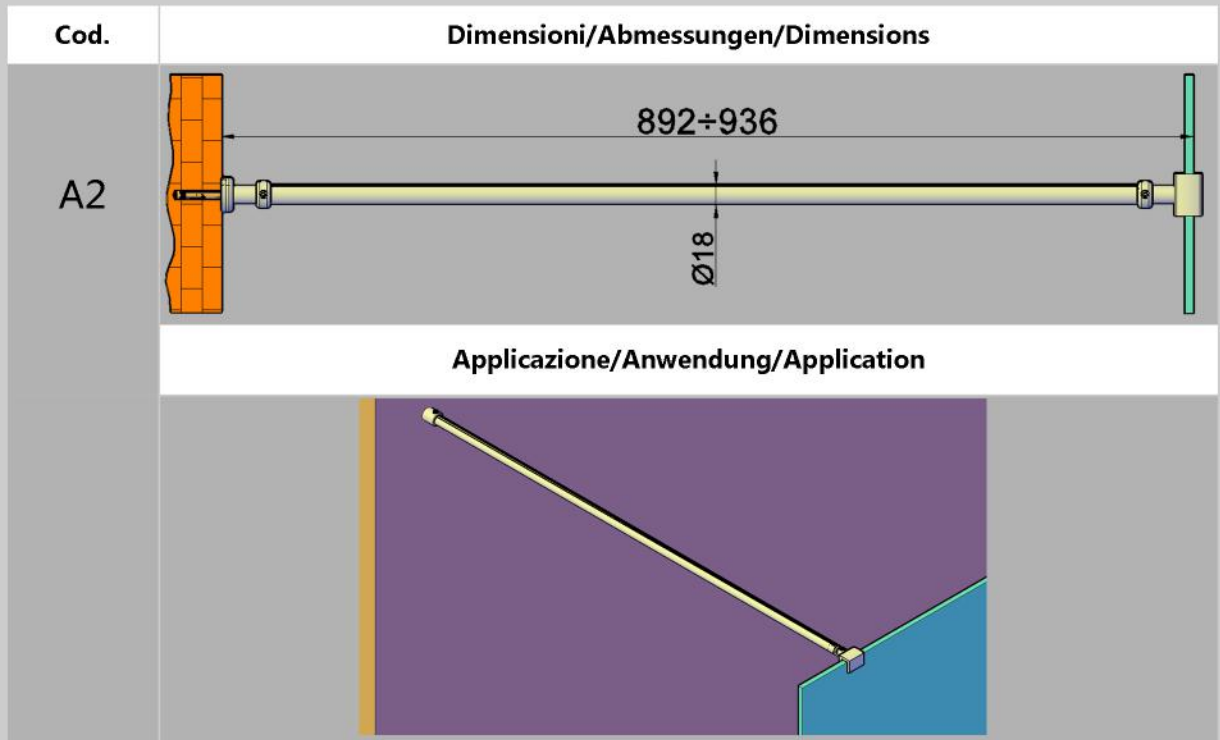 Cod.
Dimensioni/Abmessungen/Dimensions
A2
892÷936
Ø18
Applicazione/Anwendung/Application